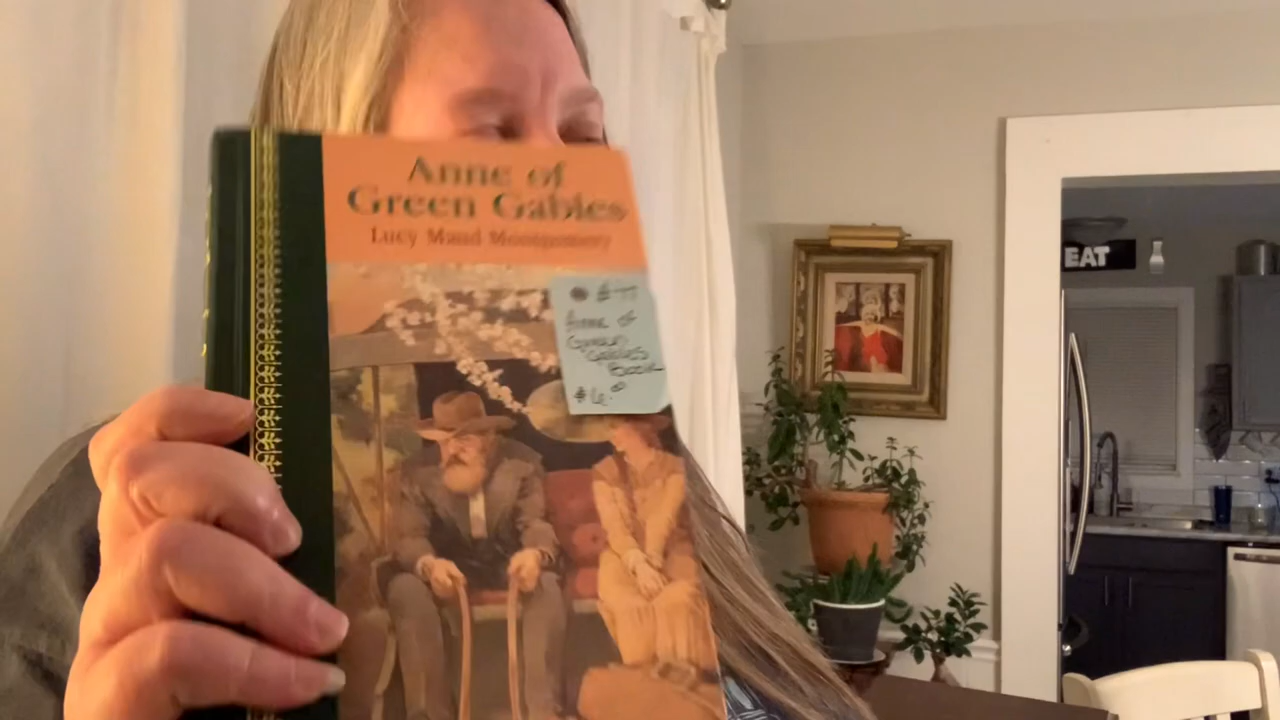 Anne of
Green Gables
Lucy Maud Montgomery
Anne of
Green
Gables
Book
EAT